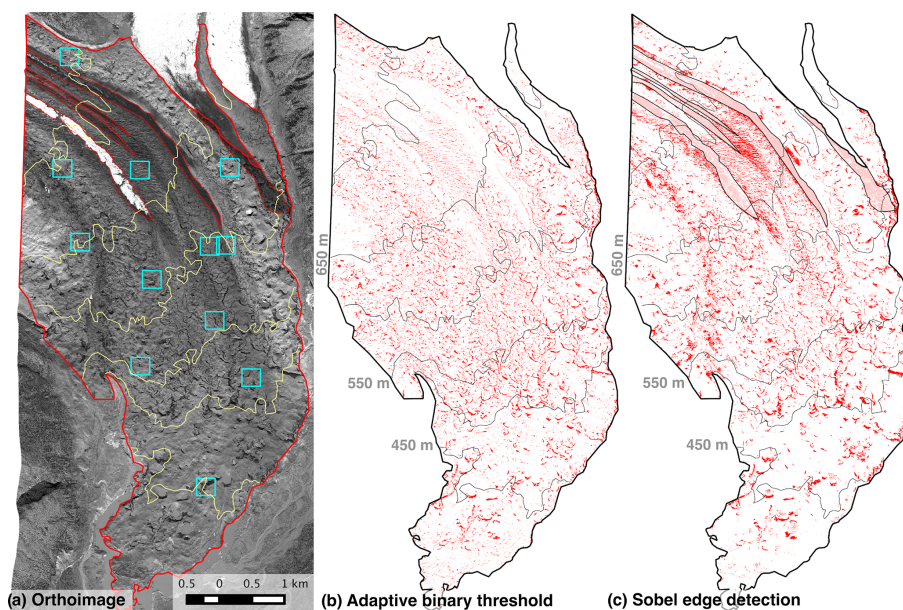 650 m
550 m
450 m
650 m
550 m
450 m
0.5 0 0.5 1 km
(a) Orthoimage
(b) Adaptive binary threshold
(c) Sobel edge detection